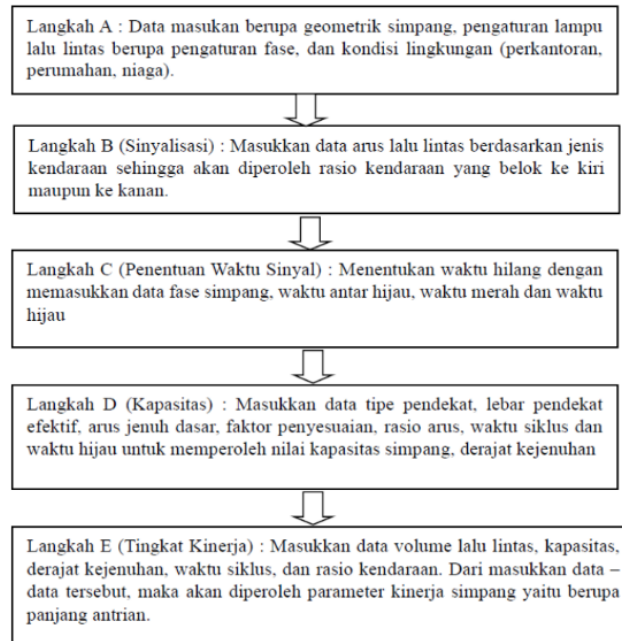 Langkah A : Data masukan berupa geometrik simpang, pengaturan lampu
lalu lintas berupa pengaturan fase, dan kondisi lingkungan (perkantoran,
perumahan, niaga).
Langkah B (Sinyalisasi) : Masukkan data arus lalu lintas berdasarkan jenis
kendaraan sehingga akan diperoleh rasio kendaraan yang belok ke kiri
maupun ke kanan.
Langkah C (Penentuan Waktu Sinyal) : Menentukan waktu hilang dengan
memasukkan data fase simpang, waktu antar hijau, waktu merah dan waktu
hijau
Langkah D (Kapasitas) : Masukkan data tipe pendekat, lebar pendekat
efektif, arus jenuh dasar, faktor penyesuaian, rasio arus, waktu siklus dan
waktu hijau untuk memperoleh nilai kapasitas simpang, derajat kejenuhan
Langkah E (Tingkat Kinerja) : Masukkan data volume lalu lintas, kapasitas,
derajat kejenuhan, waktu siklus, dan rasio kendaraan. Dari masukkan data –
data tersebut, maka akan diperoleh parameter kinerja simpang yaitu berupa
panjang antrian.